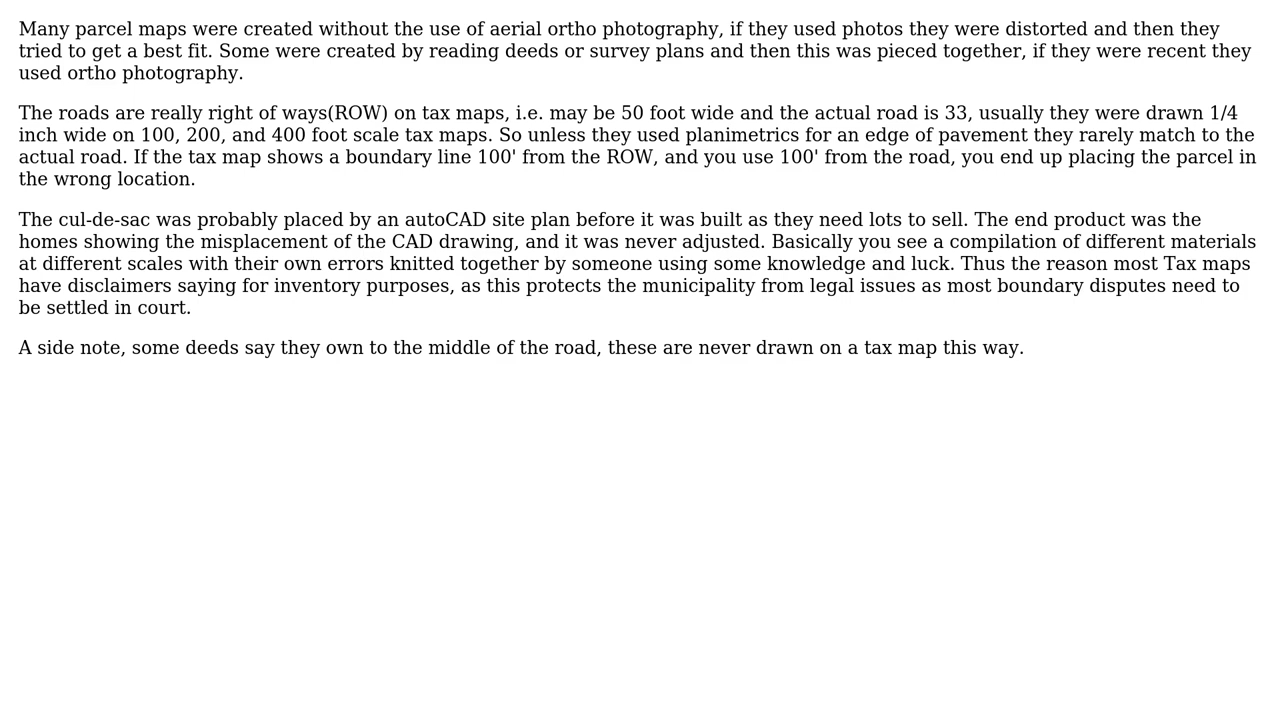 Many parcel maps were created without the use of aerial ortho photography, if they used photos they were distorted and then they
tried to get a best fit. Some were created by reading deeds or survey plans and then this was pieced together, if they were recent they
used ortho photography.
The roads are really right of ways(ROW) on tax maps, i.e. may be 50 foot wide and the actual road is 33, usually they were drawn 1/4
inch wide on 100, 200, and 400 foot scale tax maps. So unless they used planimetrics for an edge of pavement they rarely match to the
actual road. If the tax map shows a boundary line 100' from the ROW, and you use 100' from the road, you end up placing the parcel in
the wrong location.
The cul-de-sac was probably placed by an autoCAD site plan before it was built as they need lots to sell. The end product was the
homes showing the misplacement of the CAD drawing, and it was never adjusted. Basically you see a compilation of different materials
at different scales with their own errors knitted together by someone using some knowledge and luck. Thus the reason most Tax maps
have disclaimers saying for inventory purposes, as this protects the municipality from legal issues as most boundary disputes need to
be settled in court.
A side note, some deeds say they own to the middle of the road, these are never drawn on a tax map this way.